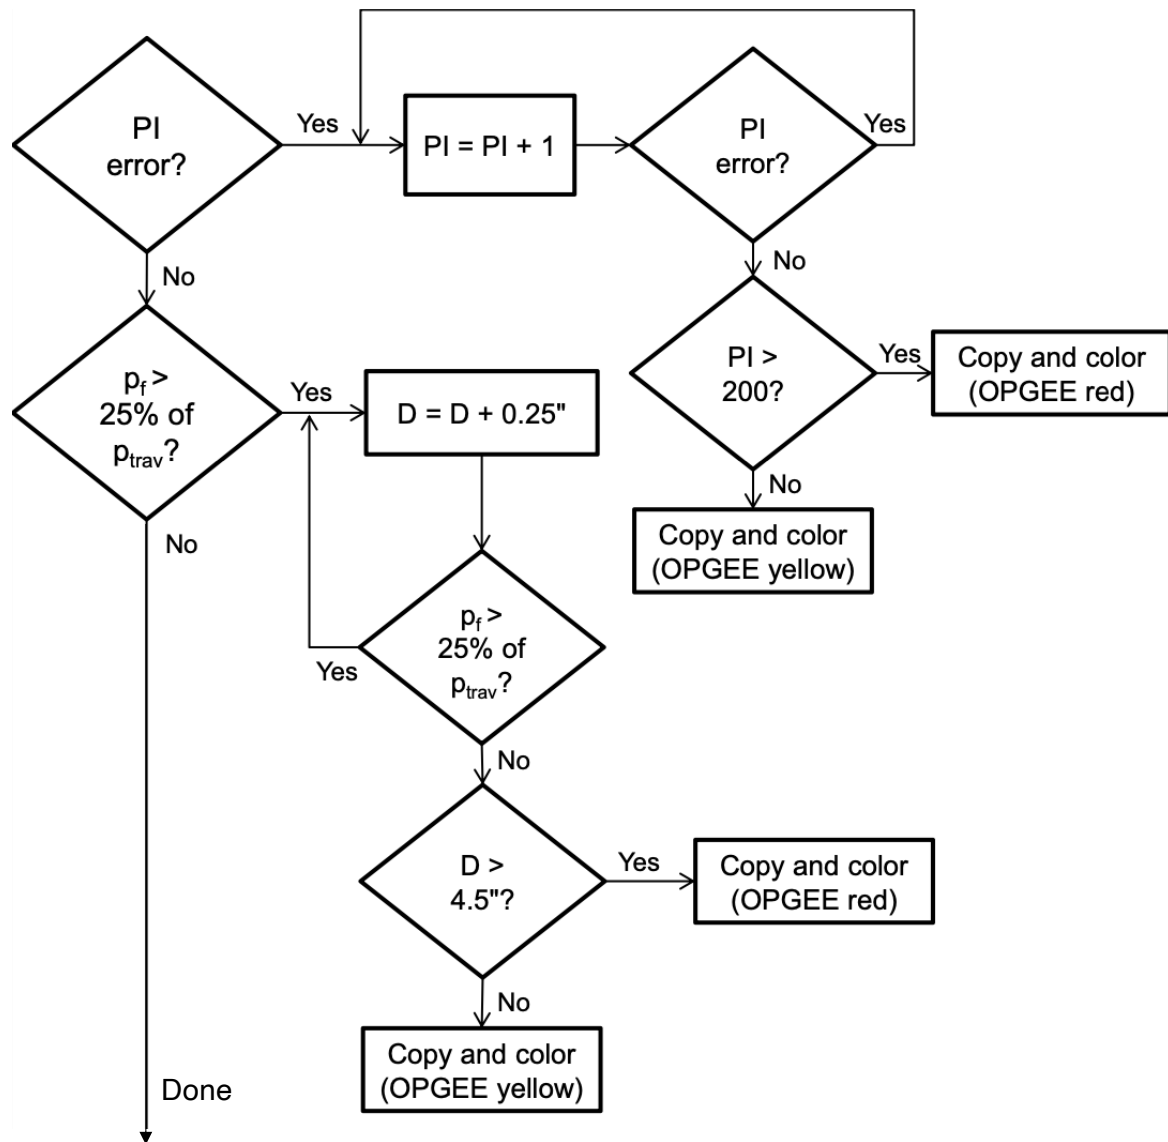 PI
error?
Yes
PI = PI + 1
PI
error?
Yes
No
No
PI >
200?
Yes
Copy and color
(OPGEE red)
No
Copy and color
(OPGEE yellow)
pf >
25% of
ptrav?
Yes
D = D + 0.25"
No
pf >
25% of
ptrav?
Yes
No
D >
4.5"?
Yes
Copy and color
(OPGEE red)
No
Copy and color
(OPGEE yellow)
Done